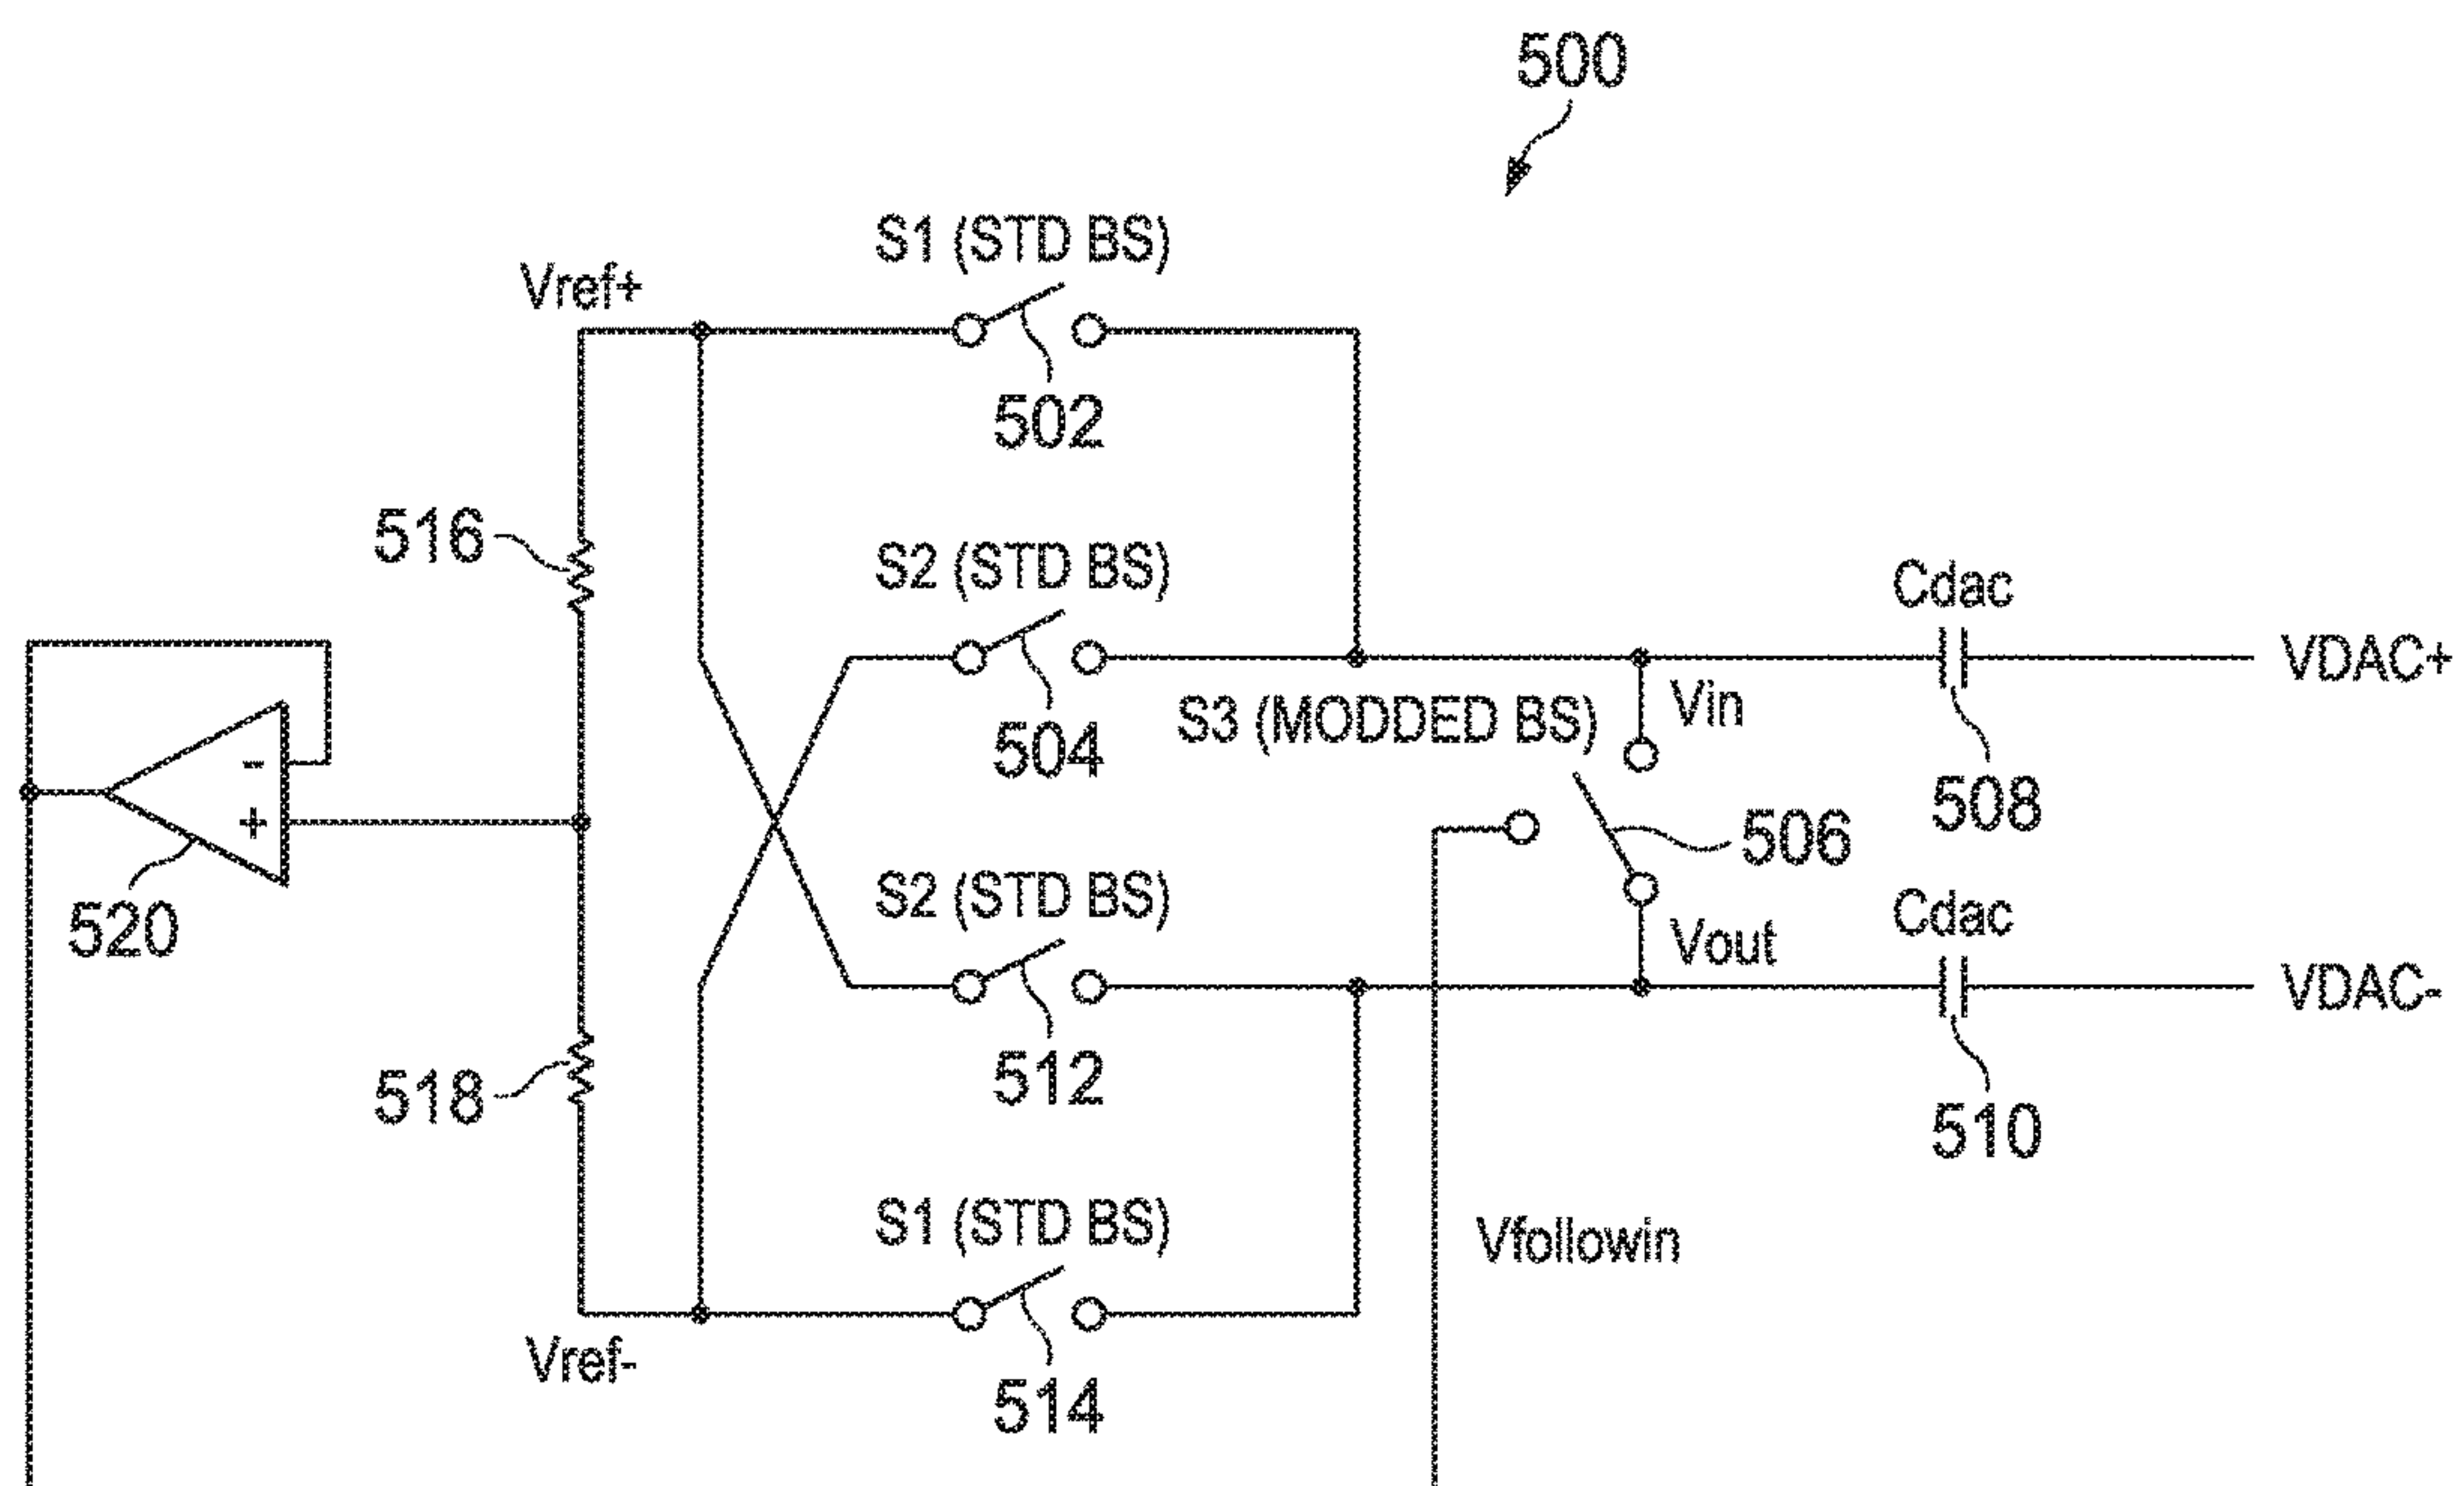 500
S1 (STD BS)
Vref+
502
516
S2 (STD BS)
504
Cdac
VDAC+
S3 (MODDED BS)
Vin
508
-
+
520
506
S2 (STD BS)
512
Vout
Cdac
VDAC-
510
518
S1 (STD BS)
514
Vfollowin
Vref-